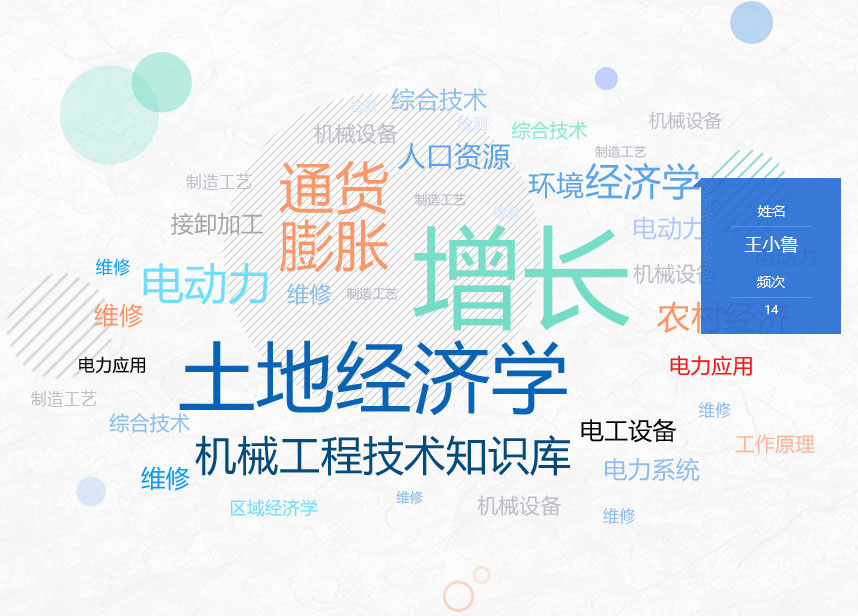 检测
综合技术
检测
机械设备
综合技术
机械设备
人口资源
制造工艺
通货
膨胀
制造工艺
环境经济学
制造工艺
检测
接卸加工
电动力
姓名
王小鲁
频次
14
电动力
增长
维修
电动力
维修
制造工艺
机械设备
维修
农村经济
电力应用
土地经济学
电力应用
制造工艺
综合技术
维修
机械工程技术知识库
电工设备
工作原理
维修
电力系统
区域经济学
维修
机械设备
维修